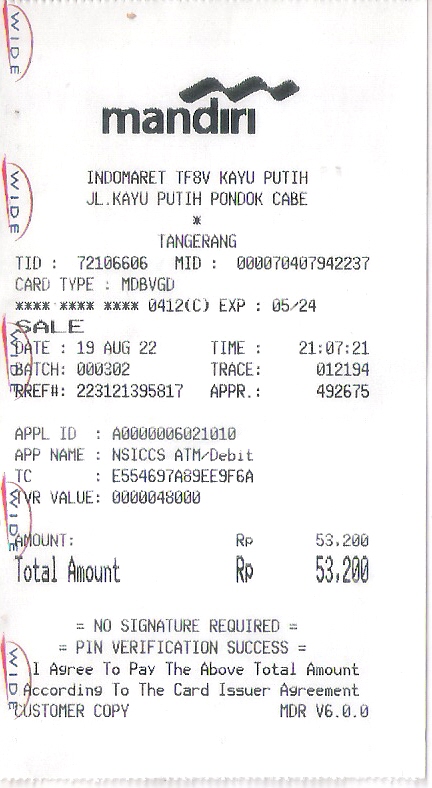 mandiri
INDOMARET TF8V KAYU PUTIH
JL.KAYU PUTIH PONDOK CABE
*
TANGERANG
TID : 72106606 MID : 000070407942237
CARD TYPE : MDBVGD
**** **** **** 0412(C) EXP : 05/24
SALE
DATE : 19 AUG 22 TIME : 21:07:21
BATCH: 000302 TRACE: 012194
RREF#: 223121395817 APPR.: 492675
APPL ID : A0000006021010
APP NAME : NSICCS ATM/Debit
TC : E554697A89EE9F6A
TVR VALUE: 0000048000
AMOUNT: Rp 53,200
Total Amount Rp 53,200
= NO SIGNATURE REQUIRED =
= PIN VERIFICATION SUCCESS =
I Agree To Pay The Above Total Amount
According To The Card Issuer Agreement
CUSTOMER COPY MDR V6.0.0
WIDE
WIDE
WIDE
WIDE
WIDE